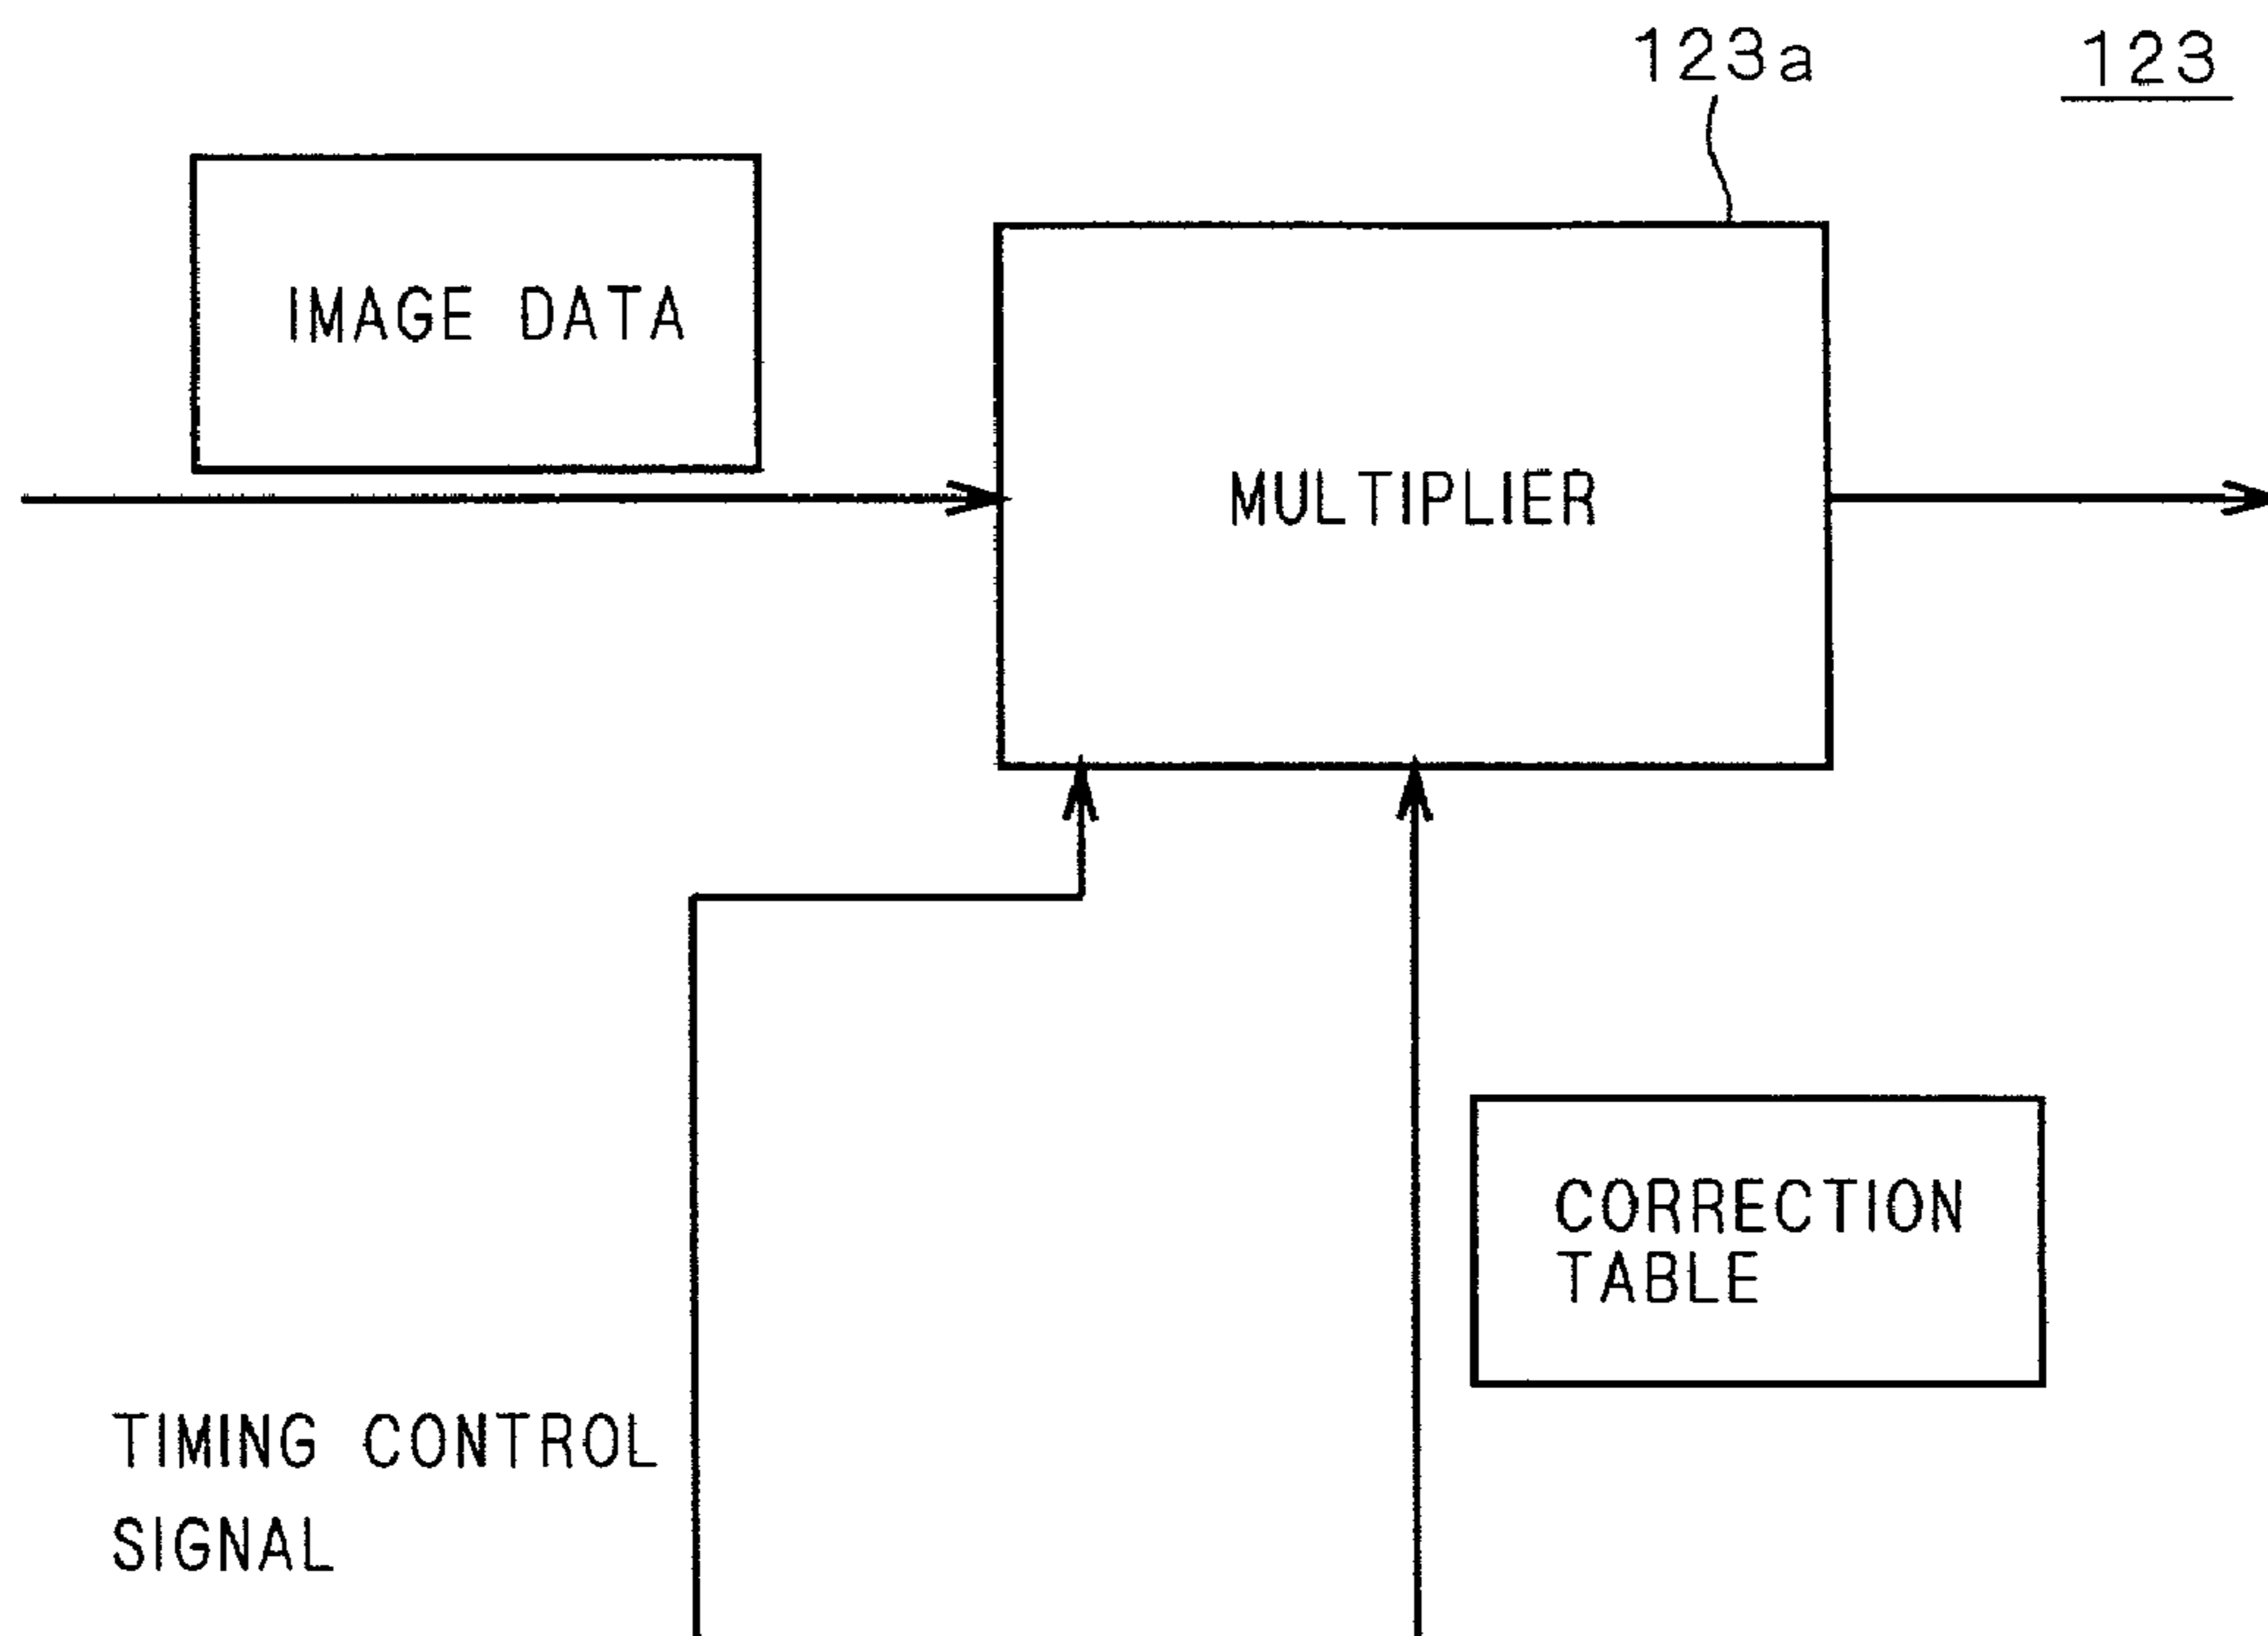 123a
123
IMAGE DATA
MULTIPLIER
CORRECTION
TABLE
TIMING CONTROL
SIGNAL